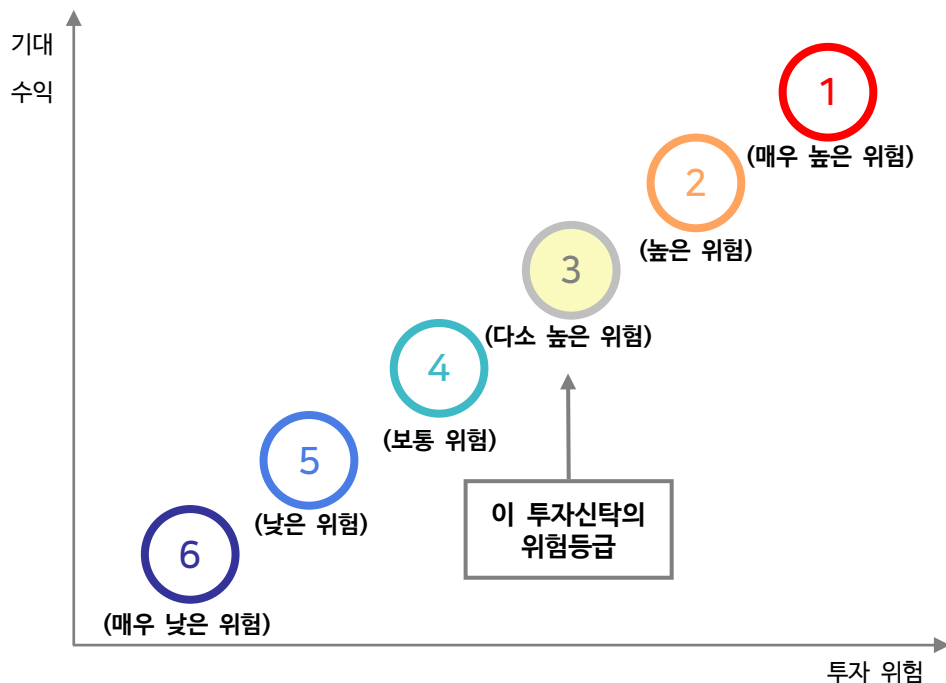 기대
수익
1
(매우 높은 위험)
2
(높은 위험)
3
(다소 높은 위험)
4
(보통 위험)
5
(낮은 위험)
6
(매우 낮은 위험)
이 투자신탁의
위험등급
투자 위험